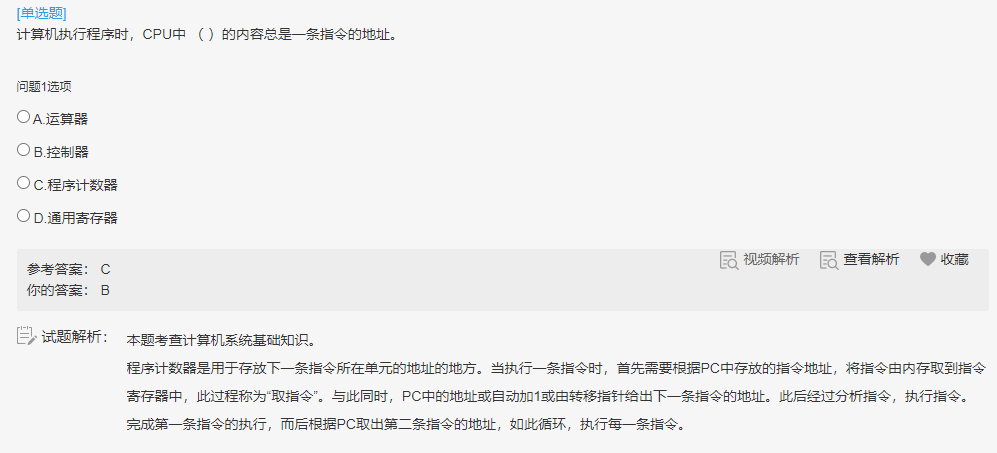 [单选题]
计算机执行程序时，CPU中 （ ）的内容总是一条指令的地址。
问题1选项
A.运算器
B.控制器
C.程序计数器
D.通用寄存器
参考答案： C
视频解析 查看解析 收藏
你的答案： B
试题解析： 本题考查计算机系统基础知识。
程序计数器是用于存放下一条指令所在单元的地址的地方。当执行一条指令时，首先需要根据PC中存放的指令地址，将指令由内存取到指令
寄存器中，此过程称为“取指令”。与此同时，PC中的地址或自动加1或由转移指针给出下一条指令的地址。此后经过分析指令，执行指令。
完成第一条指令的执行，而后根据PC取出第二条指令的地址，如此循环，执行每一条指令。